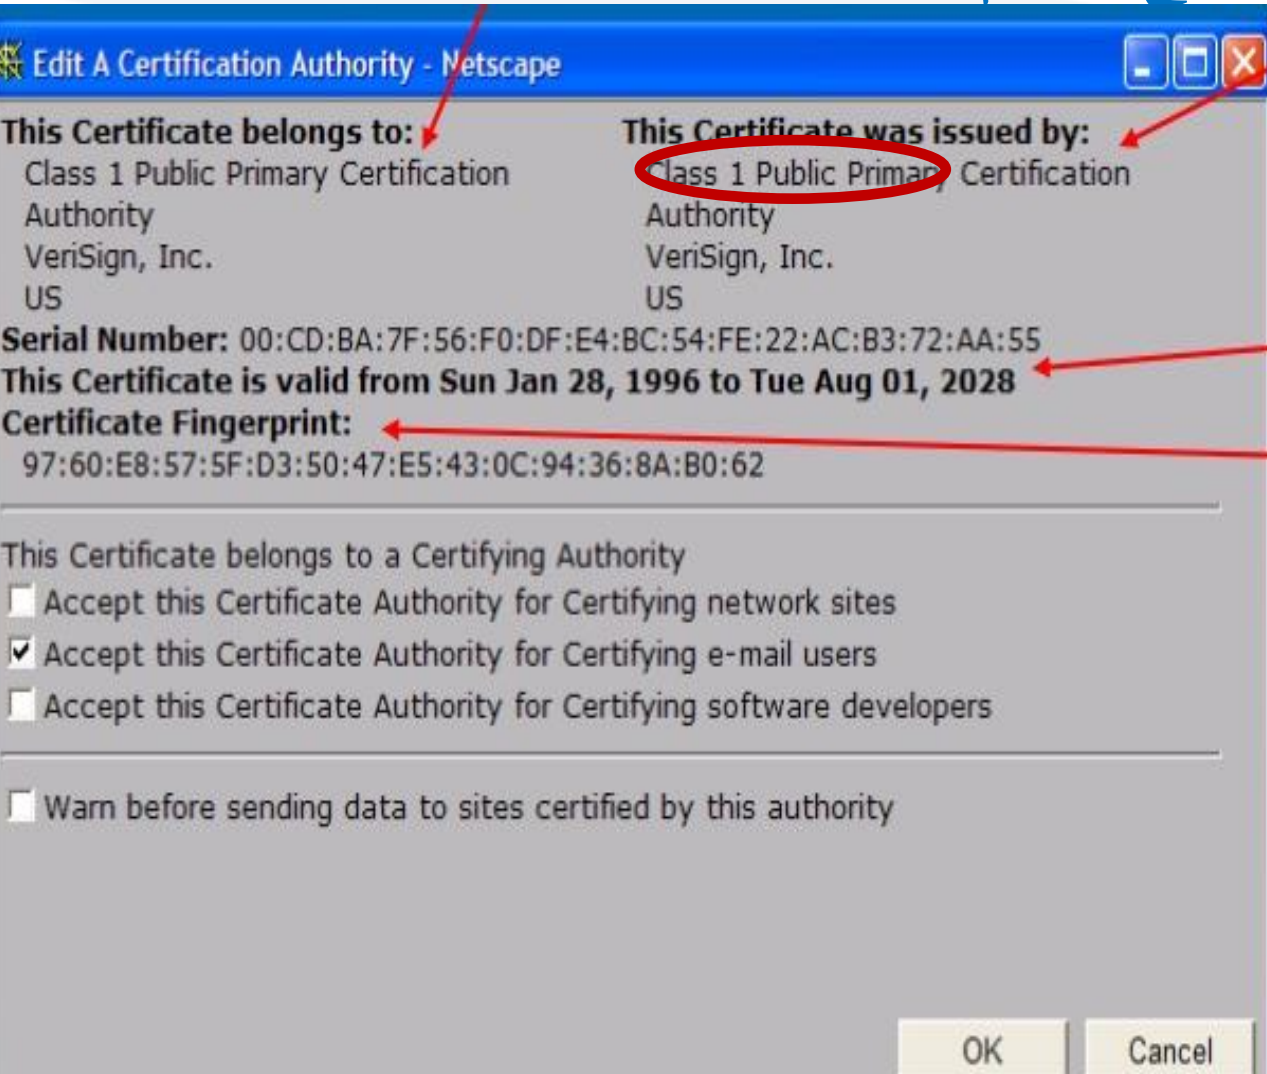 Edit A Certification Authority - Netscape
This Certificate belongs to:
Class 1 Public Primary Certification
Authority
VeriSign, Inc.
US
This Certificate was issued by:
Class 1 Public Primary Certification
Authority
VeriSign, Inc.
US
Serial Number: 00:CD:BA:7F:56:F0:DF:E4:BC:54:FE:22:AC:B3:72:AA:55
This Certificate is valid from Sun Jan 28, 1996 to Tue Aug 01, 2028
Certificate Fingerprint:
97:60:E8:57:5F:D3:50:47:E5:43:0C:94:36:8A:B0:62
This Certificate belongs to a Certifying Authority
Accept this Certificate Authority for Certifying network sites
Accept this Certificate Authority for Certifying e-mail users
Accept this Certificate Authority for Certifying software developers
Warn before sending data to sites certified by this authority
OK
Cancel